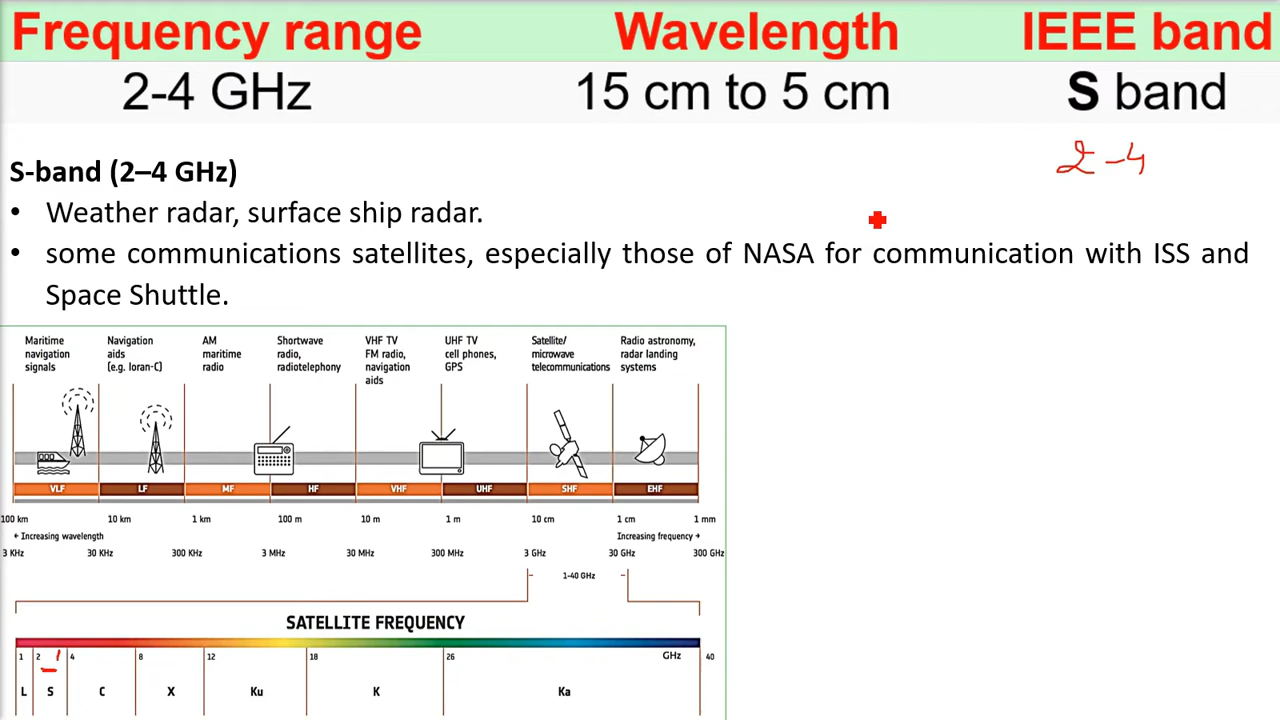 Frequency range Wavelength IEEE band
2-4 GHz 15 cm to 5 cm S band
2-4
S-band (2–4 GHz)
• Weather radar, surface ship radar.
• some communications satellites, especially those of NASA for communication with ISS and
Space Shuttle.
Maritime Navigation AM Shortwave VHF TV UHF TV Satellite/ Radio astronomy,
navigation aids maritime radio, FM radio, cell phones, microwave radar landing
signals (e.g. loran-C) radio radiotelephony navigation GPS telecommunications systems
aids
VLF LF MF HF VHF UHF SHF EHF
100 km 10 km 1 km 100 m 10 m 1 m 10 cm 1 cm 1 mm
← Increasing wavelength Increasing frequency →
3 KHz 30 KHz 300 KHz 3 MHz 30 MHz 300 MHz 3 GHz 30 GHz 300 GHz
1-40 GHz
SATELLITE FREQUENCY
1 2 4 8 12 18 26 GHz 40
L S C X Ku K Ka